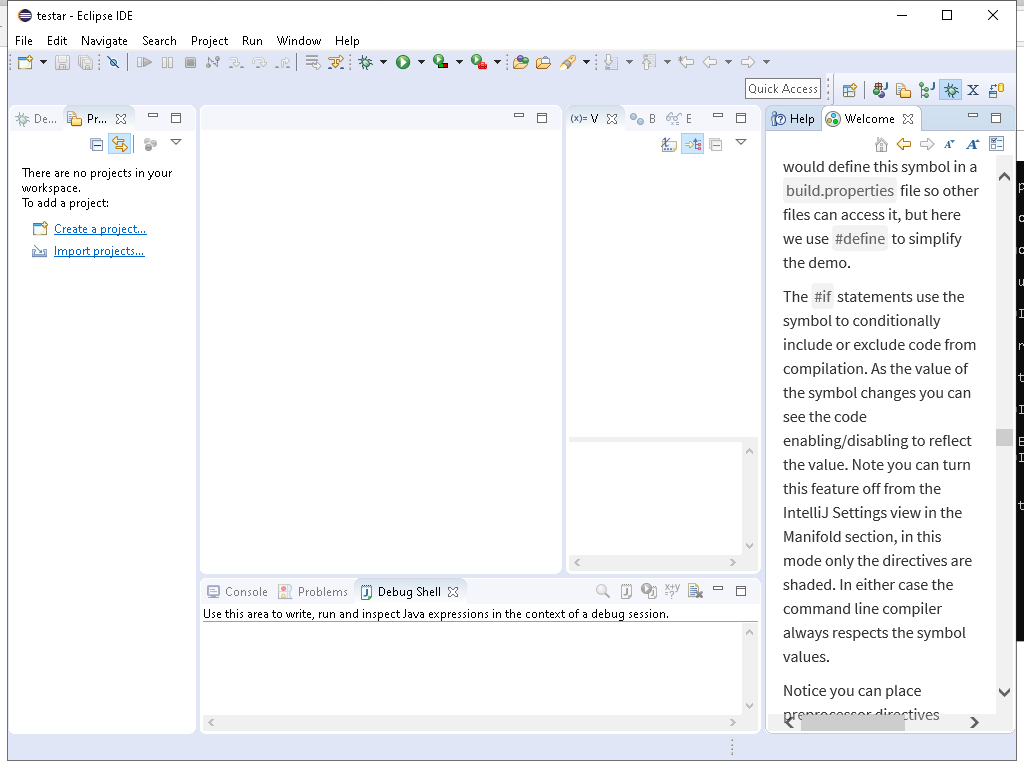 testar - Eclipse IDE
File Edit Navigate Search Project Run Window Help
Quick Access
De... Pr...
(x)= V B E
Help Welcome
There are no projects in your
workspace.
To add a project:
Create a project...
Import projects...
would define this symbol in a
build.properties file so other
files can access it, but here
we use #define to simplify
the demo.
The #if statements use the
symbol to conditionally
include or exclude code from
compilation. As the value of
the symbol changes you can
see the code
enabling/disabling to reflect
the value. Note you can turn
this feature off from the
IntelliJ Settings view in the
Manifold section, in this
mode only the directives are
shaded. In either case the
command line compiler
always respects the symbol
values.
Notice you can place
preprocessor directives
Console Problems Debug Shell
Use this area to write, run and inspect Java expressions in the context of a debug session.